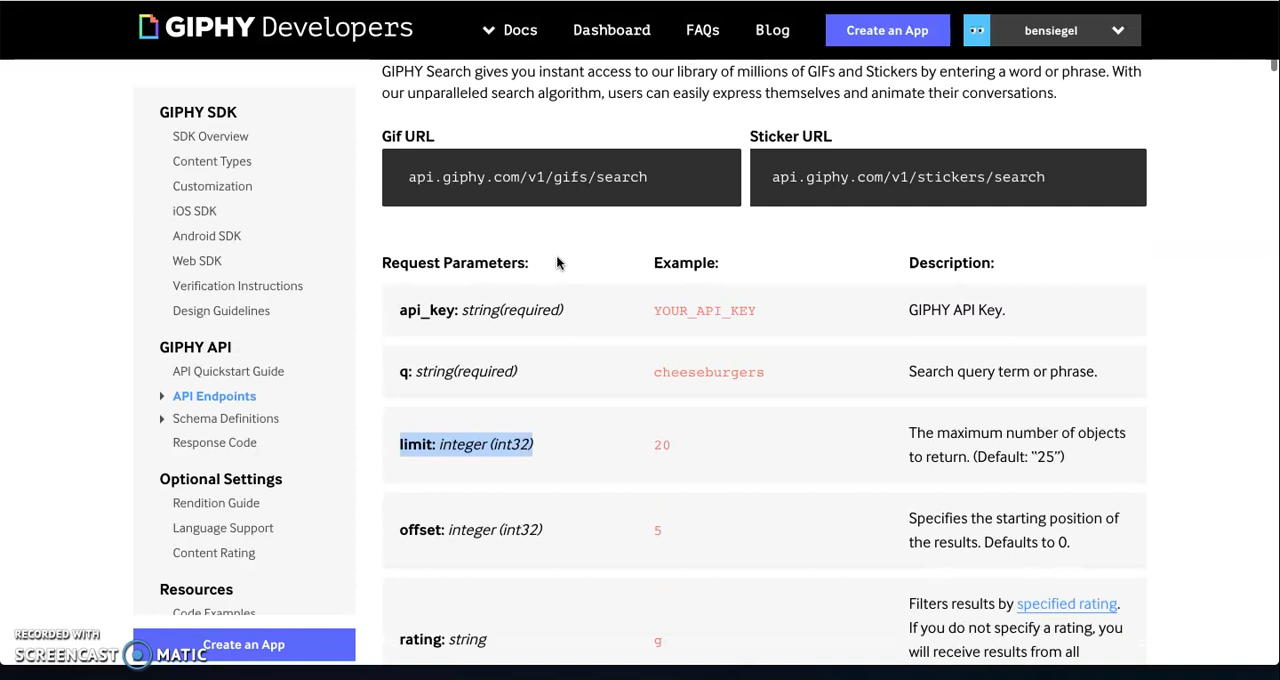 GIPHY Developers
Docs
Dashboard
FAQs
Blog
Create an App
bensiegel
GIPHY SDK
SDK Overview
Content Types
Customization
iOS SDK
Android SDK
Web SDK
Verification Instructions
Design Guidelines
GIPHY API
API Quickstart Guide
API Endpoints
Schema Definitions
Response Code
Optional Settings
Rendition Guide
Language Support
Content Rating
Resources
Code Examples
Create an App
GIPHY Search gives you instant access to our library of millions of GIFs and Stickers by entering a word or phrase. With
our unparalleled search algorithm, users can easily express themselves and animate their conversations.
Gif URL
api.giphy.com/v1/gifs/search
Sticker URL
api.giphy.com/v1/stickers/search
Request Parameters: Example: Description:
api_key: string(required) YOUR_API_KEY GIPHY API Key.
q: string(required) cheeseburgers Search query term or phrase.
limit: integer (int32) 20 The maximum number of objects
to return. (Default: “25”)
offset: integer (int32) 5 Specifies the starting position of
the results. Defaults to 0.
Filters results by specified rating.
If you do not specify a rating, you
rating: string g will receive results from all
RECORDED WITH
SCREENCAST MATIC